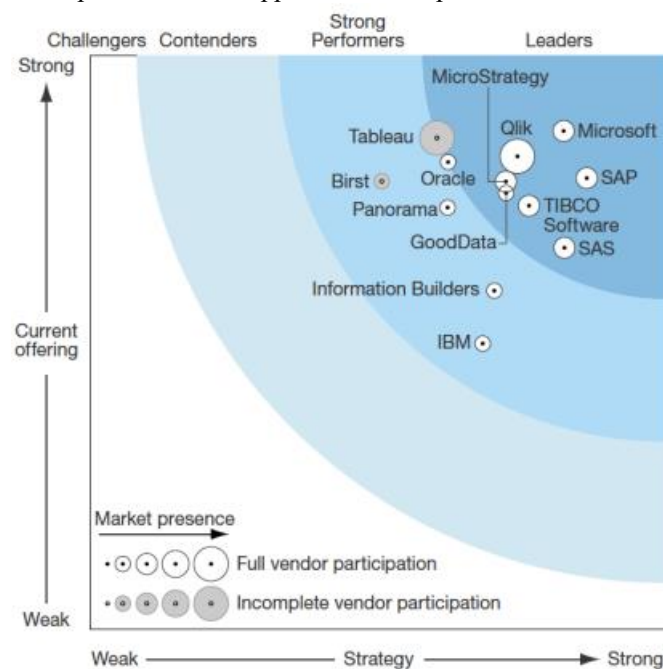 Strong
Challengers Contenders Performers Leaders
Strong
MicroStrategy
Tableau
Qlik
Microsoft
Birst
Oracle
SAP
Panorama
TIBCO
Software
GoodData
SAS
Information Builders
Current
offering
IBM
Market presence
Full vendor participation
Incomplete vendor participation
Weak
Weak Strategy Strong